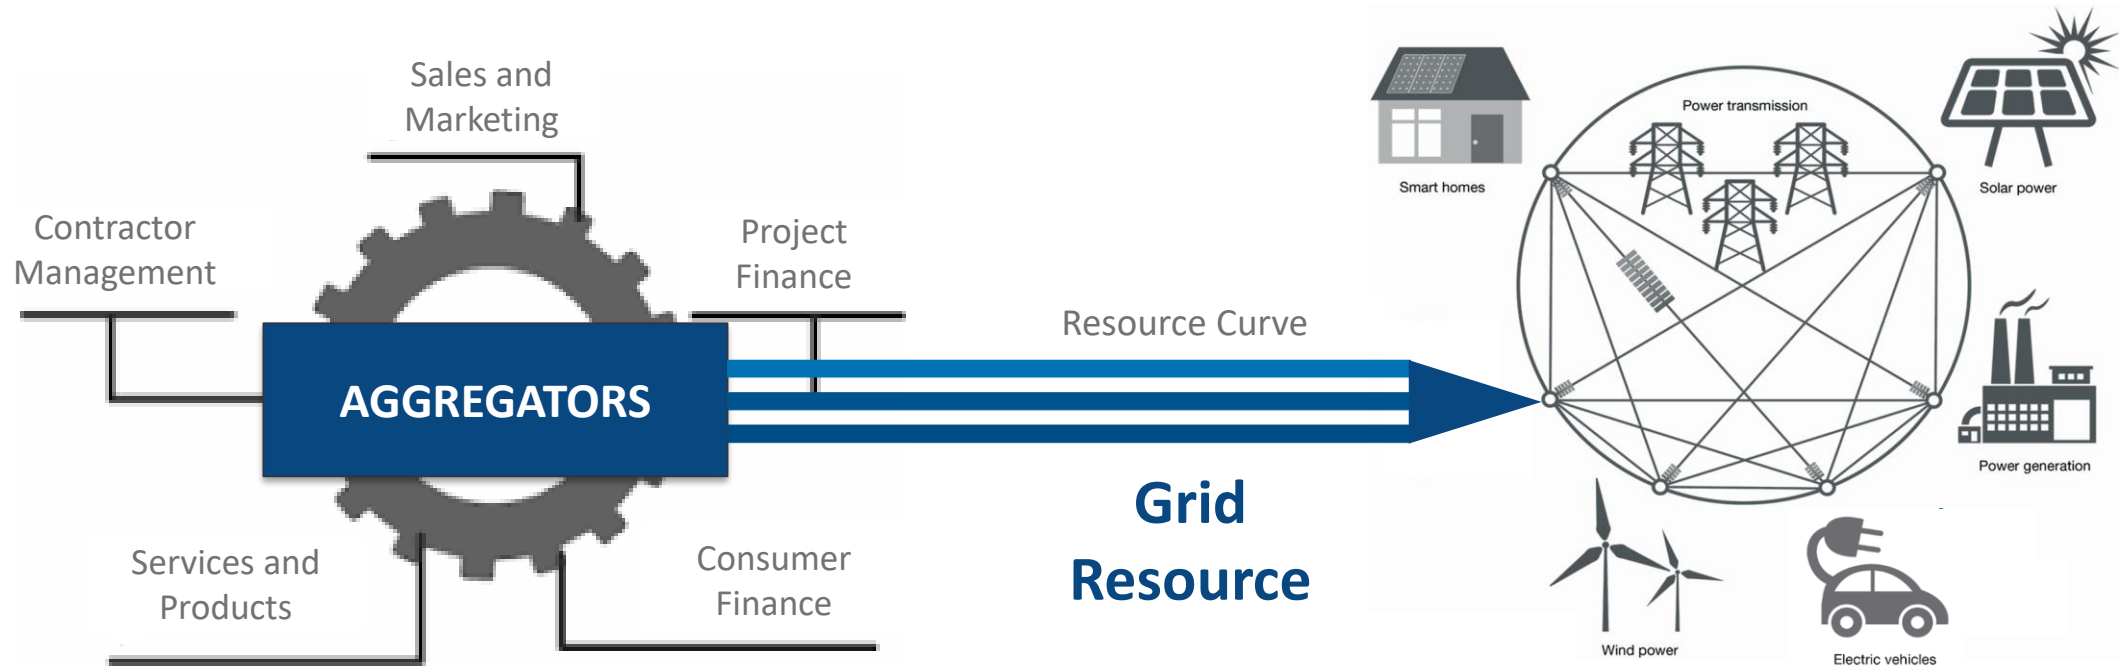 Sales and
Marketing
Contractor
Management
Project
Finance
AGGREGATORS
Services and
Products
Consumer
Finance
Resource Curve
Grid
Resource
Power transmission
Smart homes
Solar power
Power generation
Wind power
Electric vehicles